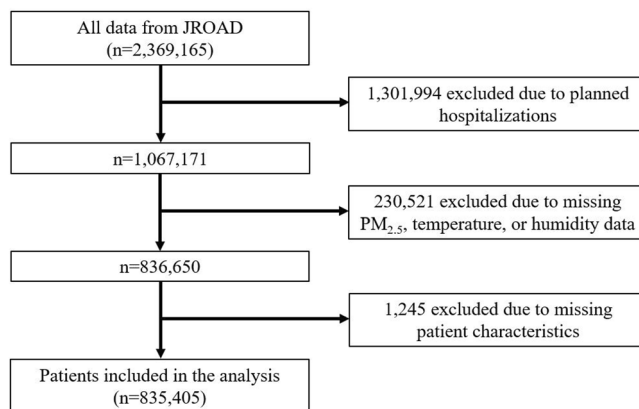 All data from JROAD
(n=2,369,165)
1,301,994 excluded due to planned
hospitalizations
n=1,067,171
230,521 excluded due to missing
PM₂.₅, temperature, or humidity data
n=836,650
1,245 excluded due to missing
patient characteristics
Patients included in the analysis
(n=835,405)